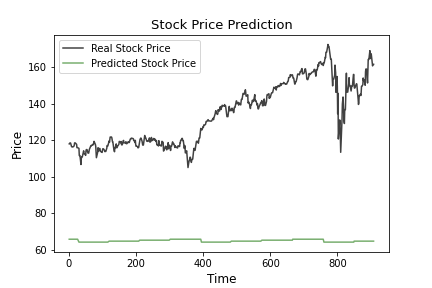 Stock Price Prediction
Real Stock Price
Predicted Stock Price
Price
160
140
120
100
80
60
0 200 400 600 800
Time